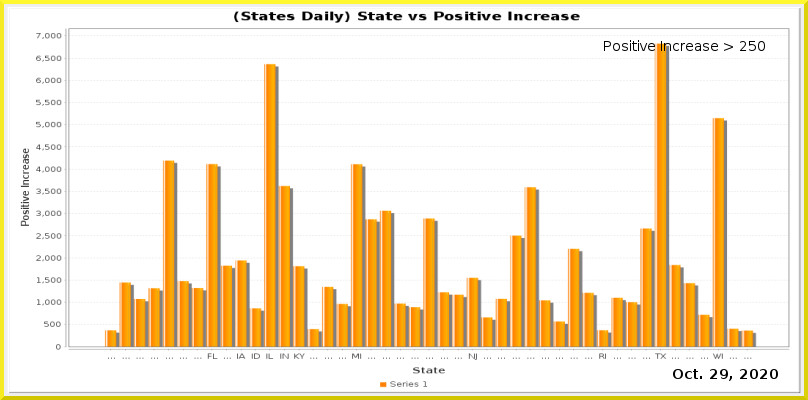 (States Daily) State vs Positive Increase
Positive Increase > 250
7,000
6,500
6,000
5,500
5,000
4,500
4,000
3,500
3,000
2,500
2,000
1,500
1,000
500
0
Positive Increase
... ... ... ... ... ... ... FL ... IA ID IL IN KY ... ... ... MI ... ... ... ... ... ... ... NJ ... ... ... ... ... ... ... ... RI ... ... ... TX ... ... ... WI ... ...
State
Series 1
Oct. 29, 2020